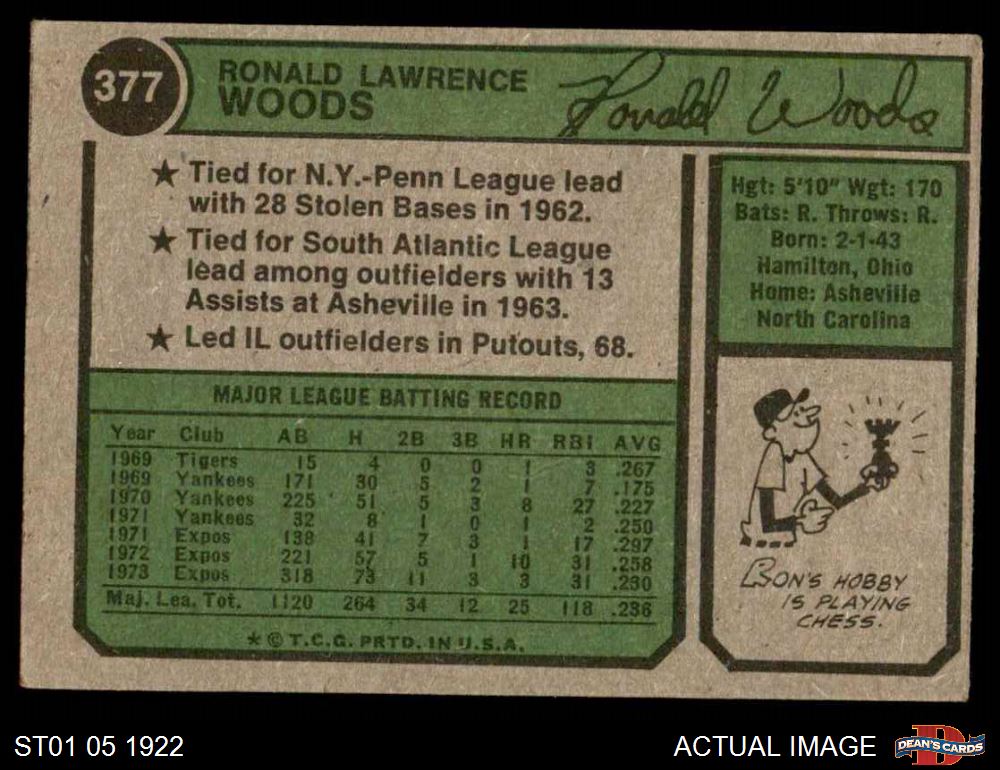 377
RONALD LAWRENCE
WOODS
Ronald Woods
★ Tied for N.Y.-Penn League lead
with 28 Stolen Bases in 1962.
★ Tied for South Atlantic League
lead among outfielders with 13
Assists at Asheville in 1963.
★ Led IL outfielders in Putouts, 68.
Hgt: 5'10" Wgt: 170
Bats: R. Throws: R.
Born: 2-1-43
Hamilton, Ohio
Home: Asheville
North Carolina
MAJOR LEAGUE BATTING RECORD
Year Club AB H 2B 3B HR RBI AVG
1969 Tigers 15 4 0 0 1 3 .267
1969 Yankees 171 30 5 2 1 7 .175
1970 Yankees 225 51 5 3 8 27 .227
1971 Yankees 32 8 1 0 1 2 .250
1971 Expos 138 41 7 3 1 17 .297
1972 Expos 221 57 5 1 10 31 .258
1973 Expos 318 73 11 3 3 31 .230
Maj. Lea. Tot. 1120 264 34 12 25 118 .236
★ © T.C.G. PRTD. IN U.S.A.
RON'S HOBBY
IS PLAYING
CHESS.
ST01 05 1922
ACTUAL IMAGE
D
DEAN'S CARDS